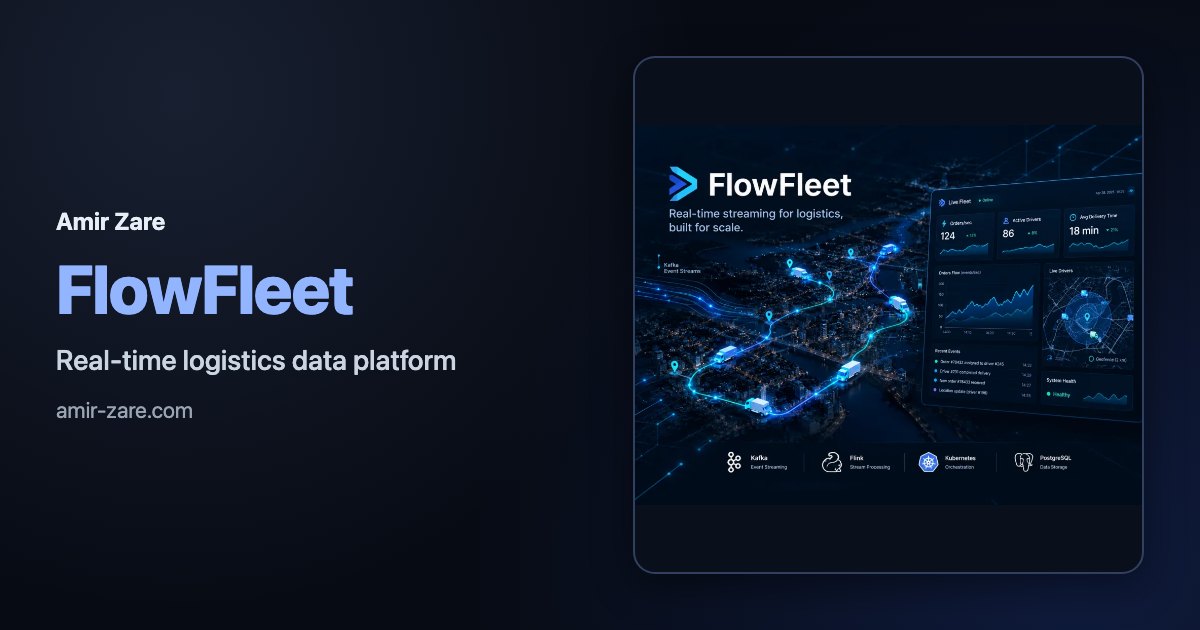 Amir Zare
FlowFleet
Real-time logistics data platform
amir-zare.com
FlowFleet
Real-time streaming for logistics,
built for scale.
Kafka
Event Streams
Live Fleet
Online
Orders/sec
124
Active Drivers
86
Avg Delivery Time
18 min
Orders Flow (events/sec)
Live Drivers
Recent Events
System Health
Healthy
Kafka
Event Streaming
Flink
Stream Processing
Kubernetes
Orchestration
PostgreSQL
Data Storage